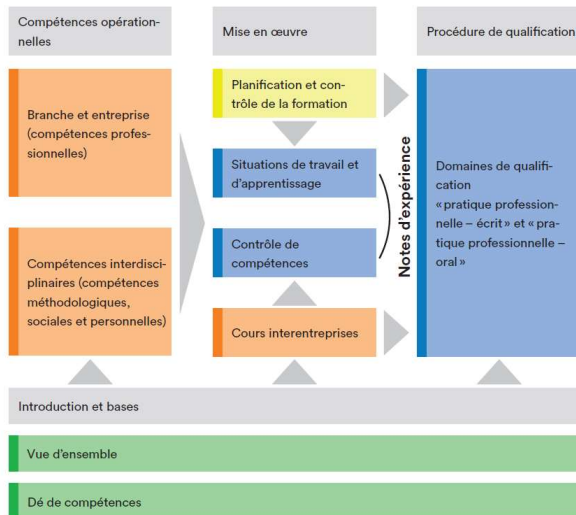 Compétences opération-
nelles
Mise en œuvre
Procédure de qualification
Branche et entreprise
(compétences profes-
sionnelles)
Compétences interdisci-
plinaires (compétences
méthodologiques,
sociales et personnelles)
Planification et con-
trôle de la formation
Situations de travail et
d'apprentissage
Contrôle de
compétences
Cours interentreprises
Notes d'expérience
Domaines de qualifi-
cation
« pratique profession-
nelle – écrit » et « pra-
tique professionnelle –
oral »
Introduction et bases
Vue d'ensemble
Dé de compétences